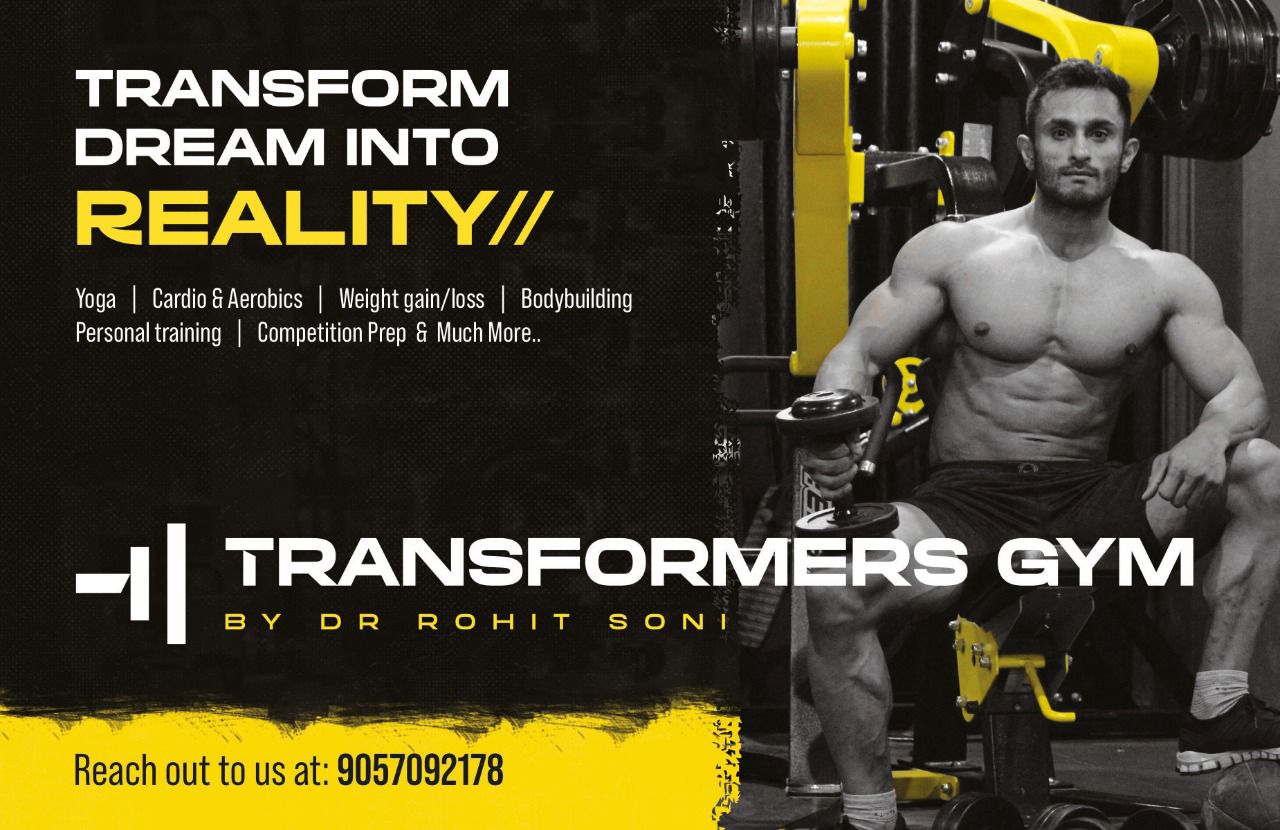 TRANSFORM
DREAM INTO
REALITY//
Yoga | Cardio & Aerobics | Weight gain/loss | Bodybuilding
Personal training | Competition Prep & Much More..
TRANSFORMERS GYM
BY DR ROHIT SONI
Reach out to us at: 9057092178